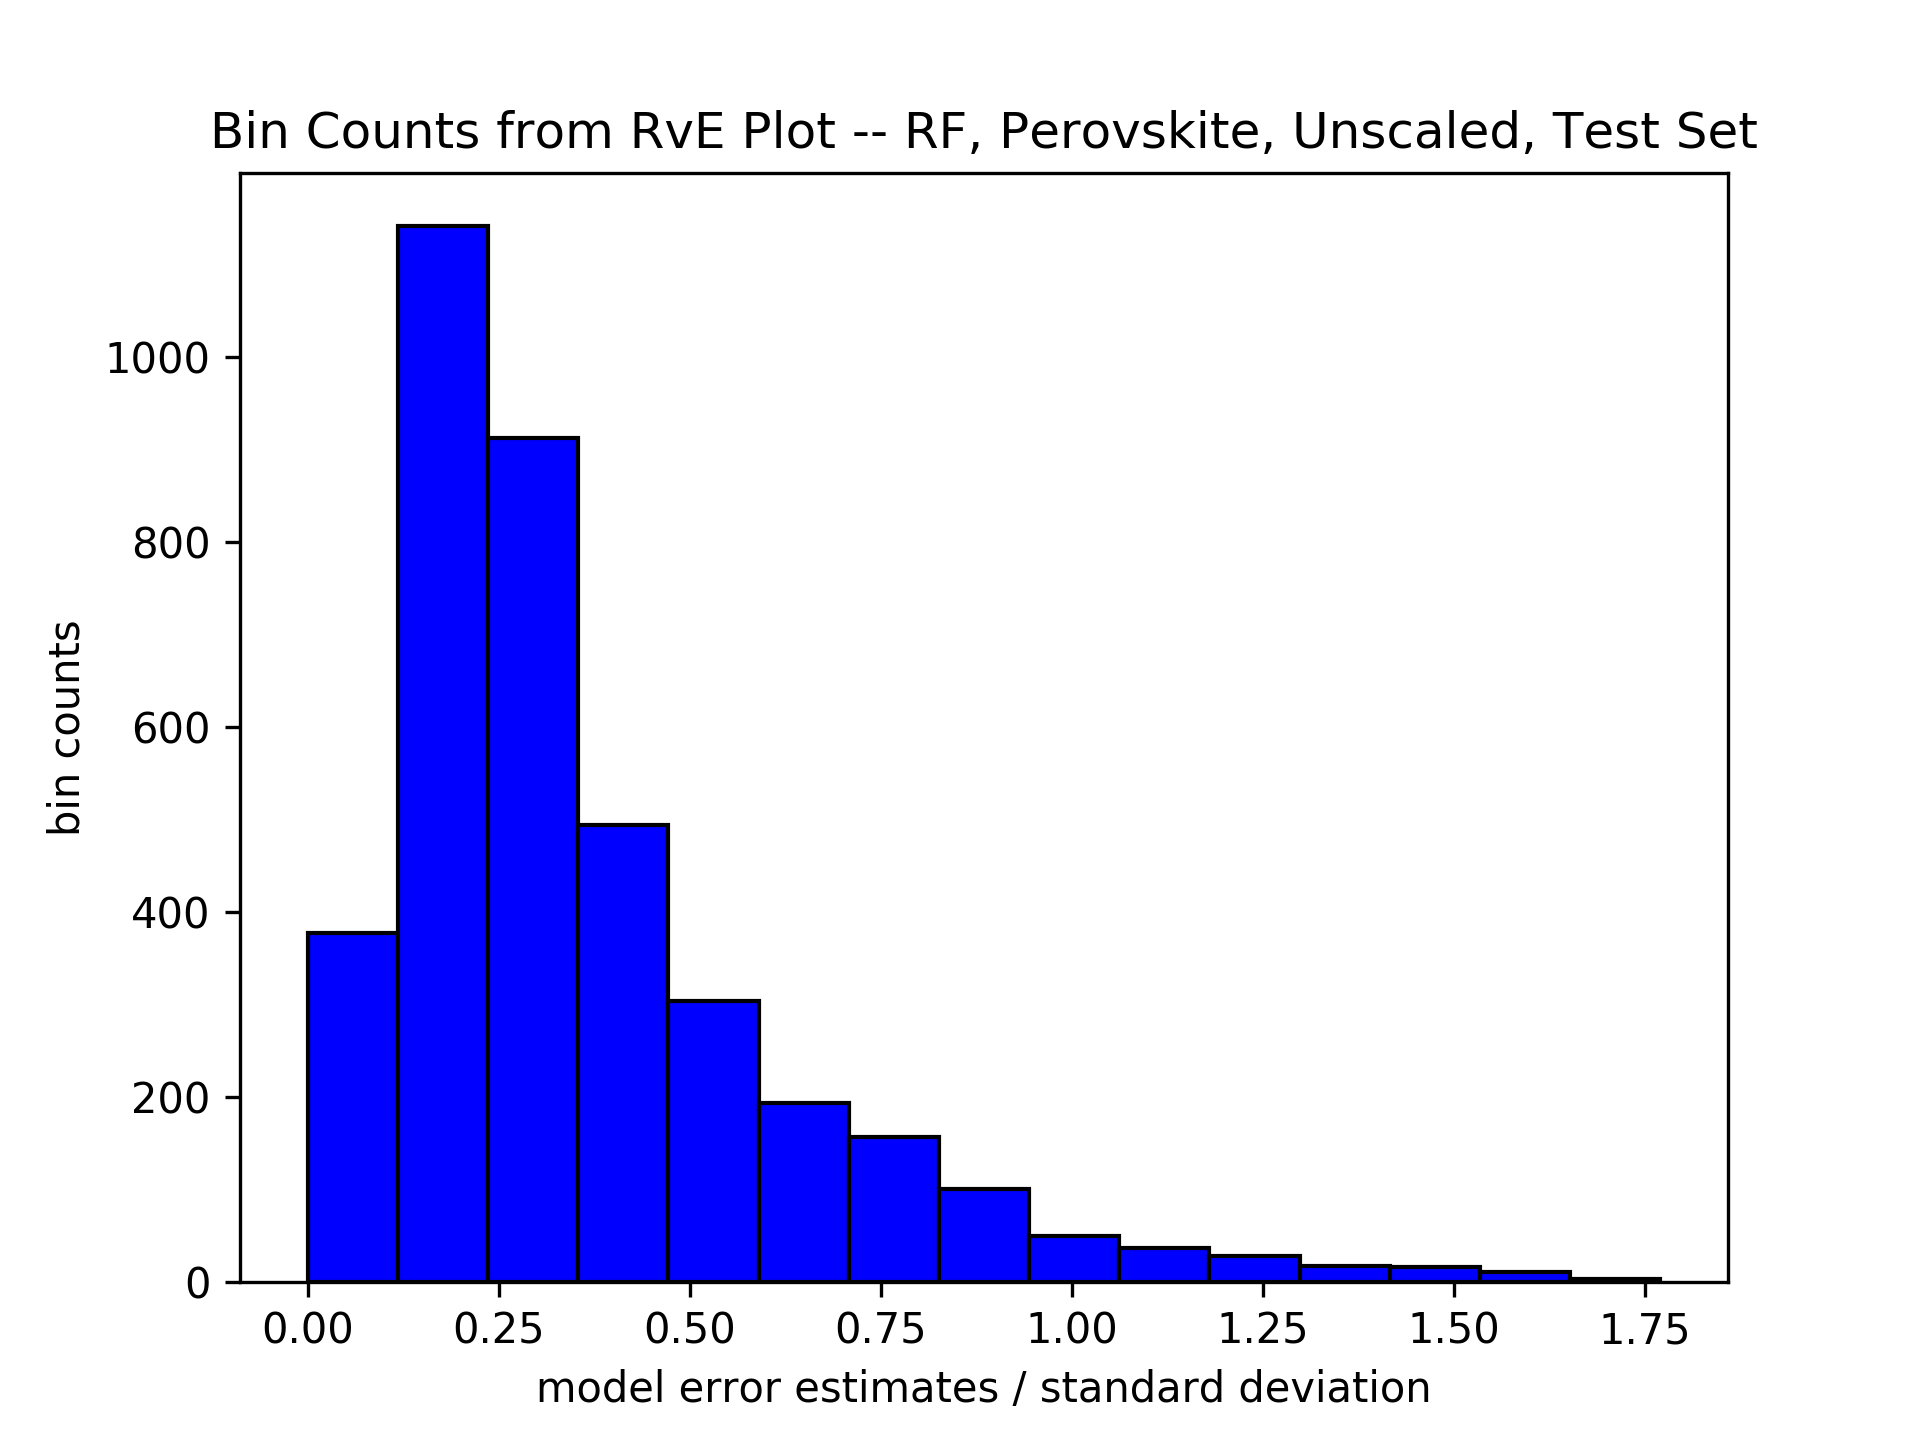 Bin Counts from RvE Plot -- RF, Perovskite, Unscaled, Test Set
bin counts
1000
800
600
400
200
0
0.00 0.25 0.50 0.75 1.00 1.25 1.50 1.75
model error estimates / standard deviation